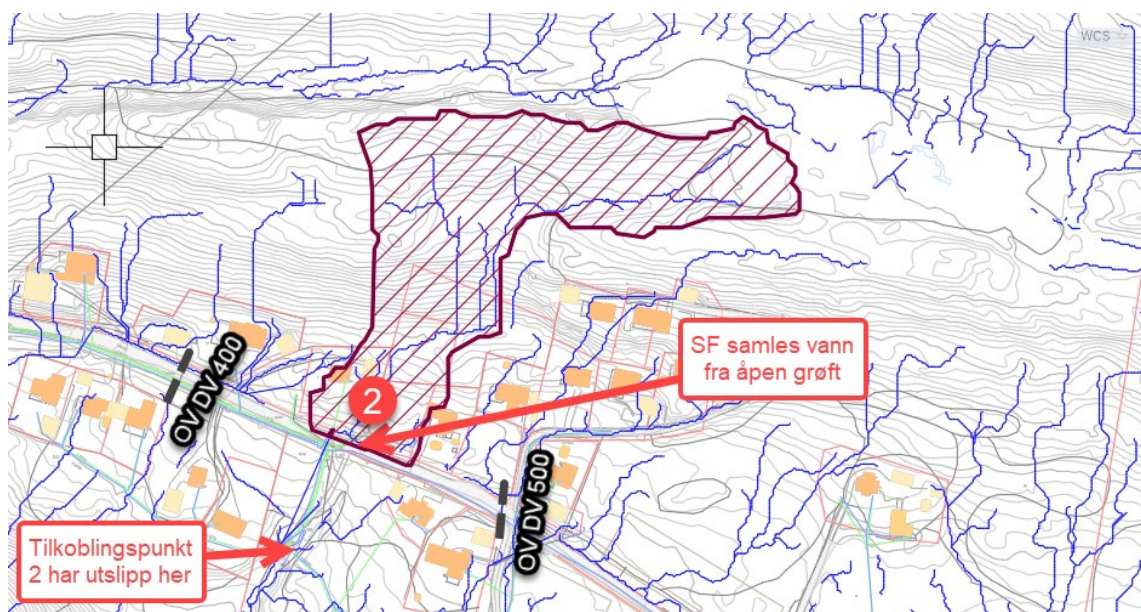 WCS
SF samles vann
fra åpen grøft
OV DV 400
2
OV DV 500
Tilkoblingspunkt
2 har utslipp her